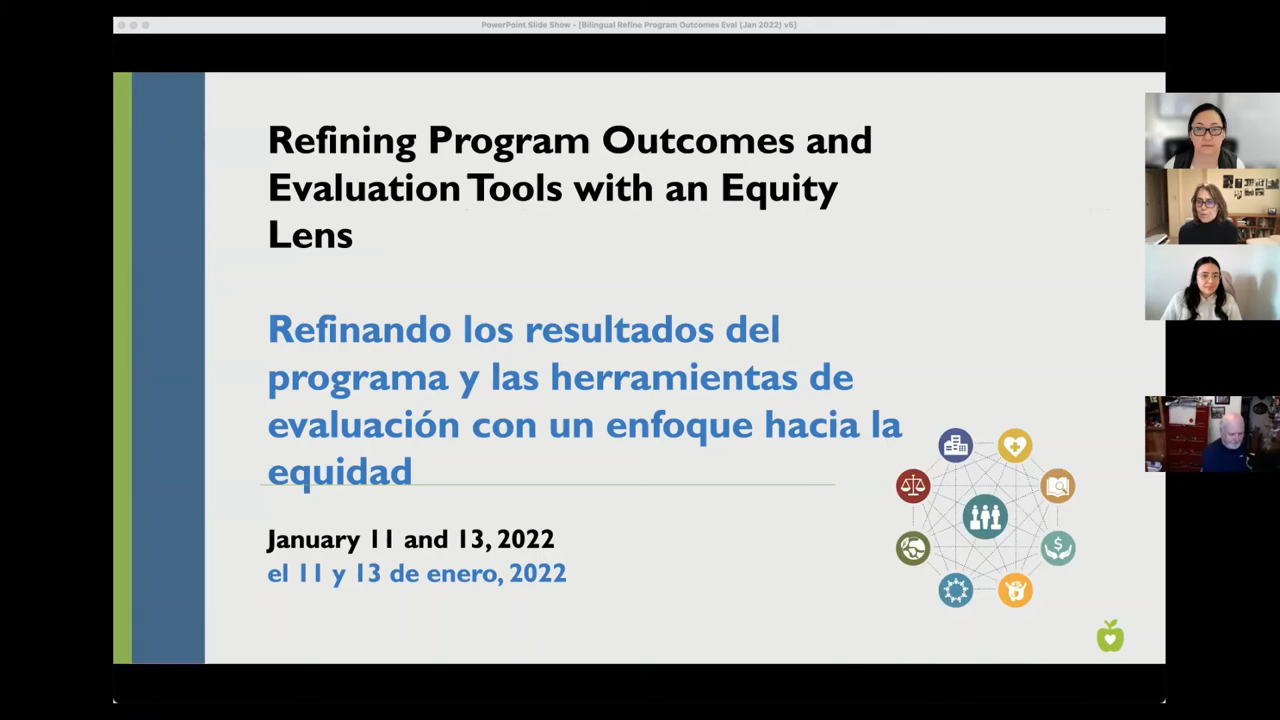 PowerPoint Slide Show - [Bilingual Refine Program Outcomes Eval (Jan 2022) v5]
Refining Program Outcomes and
Evaluation Tools with an Equity
Lens
Refinando los resultados del
programa y las herramientas de
evaluación con un enfoque hacia la
equidad
January 11 and 13, 2022
el 11 y 13 de enero, 2022